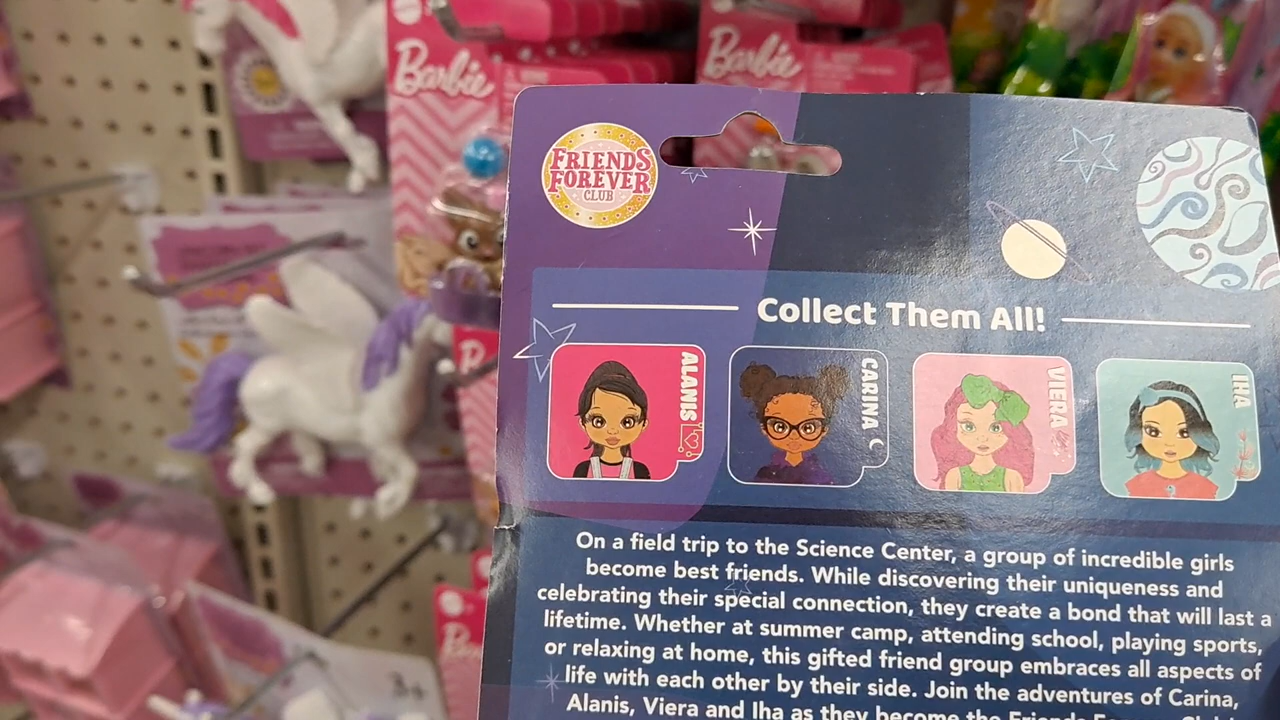 Barbie
Barbie
FRIENDS
FOREVER
CLUB
Collect Them All!
ALANIS
CARINA
VIERA
IHA
On a field trip to the Science Center, a group of incredible girls
become best friends. While discovering their uniqueness and
celebrating their special connection, they create a bond that will last a
lifetime. Whether at summer camp, attending school, playing sports,
or relaxing at home, this gifted friend group embraces all aspects of
life with each other by their side. Join the adventures of Carina,
Alanis, Viera and Iha as they become the Friends
3+